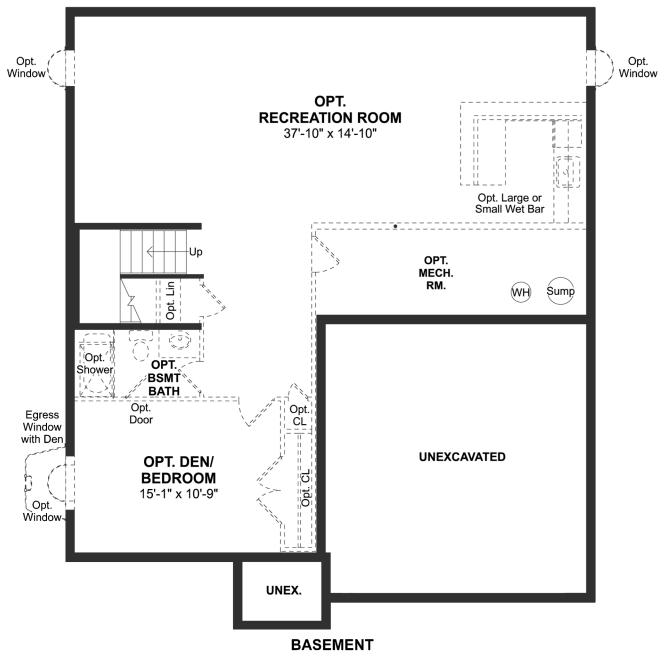 Opt.
Window
Opt.
Window
OPT.
RECREATION ROOM
37'-10" x 14'-10"
Opt. Large or
Small Wet Bar
Up
OPT.
MECH.
RM.
WH
Sump
Opt. Lin
Opt.
Shower
OPT.
BSMT
BATH
Opt.
Door
Opt.
CL
Egress
Window
with Den
OPT. DEN/
BEDROOM
15'-1" x 10'-9"
Opt. CL
Opt.
Window
UNEXCAVATED
UNEX.
BASEMENT